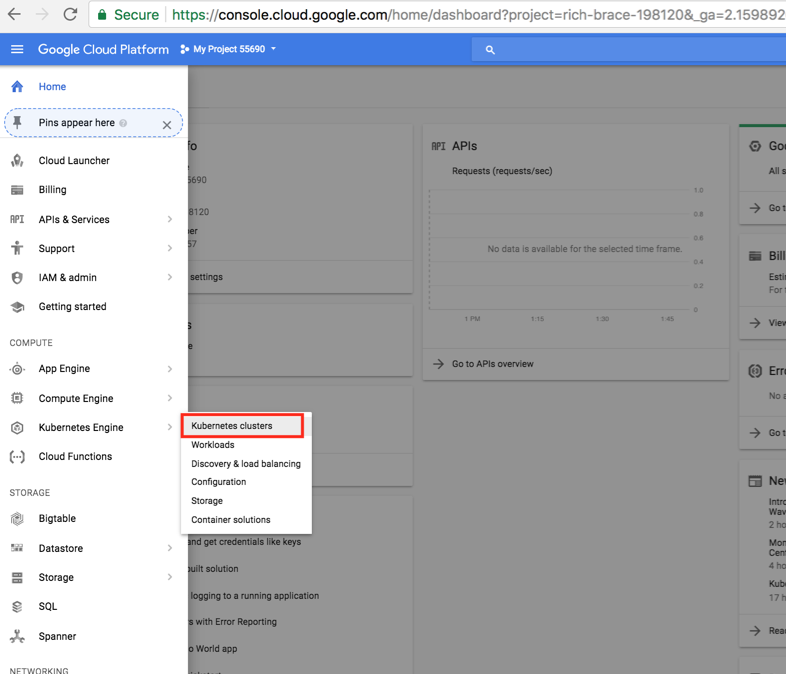 Secure https://console.cloud.google.com/home/dashboard?project=rich-brace-198120&_ga=2.159892
Google Cloud Platform My Project 55690
Home
Pins appear here
Cloud Launcher
Billing
API APIs & Services
Support
IAM & admin
Getting started
COMPUTE
App Engine
Compute Engine
Kubernetes Engine
Cloud Functions
STORAGE
Bigtable
Datastore
Storage
SQL
Spanner
NETWORKING
Kubernetes clusters
Workloads
Discovery & load balancing
Configuration
Storage
Container solutions
fo
5690
198120
ber
57
settings
s
e
and get credentials like keys
built solution
logging to a running application
rs with Error Reporting
o World app
API APIs
Requests (requests/sec)
1.0
0.8
0.6
0.4
0.2
0
No data is available for the selected time frame.
1 PM 1:15 1:30 1:45
Go to APIs overview
Goo
All s
Go t
Bill
Esti
For t
View
Erro
No a
Go t
New
Intro
Wav
2 ho
Mon
Cent
4 ho
Kube
17 h
Read